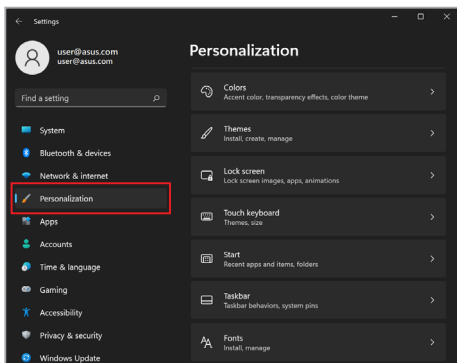 Settings
user@asus.com
user@asus.com
Find a setting
System
Bluetooth & devices
Network & internet
Personalization
Apps
Accounts
Time & language
Gaming
Accessibility
Privacy & security
Windows Update
Personalization
Colors
Accent color, transparency effects, color theme
Themes
Install, create, manage
Lock screen
Lock screen images, apps, animations
Touch keyboard
Themes, size
Start
Recent apps and items, folders
Taskbar
Taskbar behaviors, system pins
Fonts
Install, manage